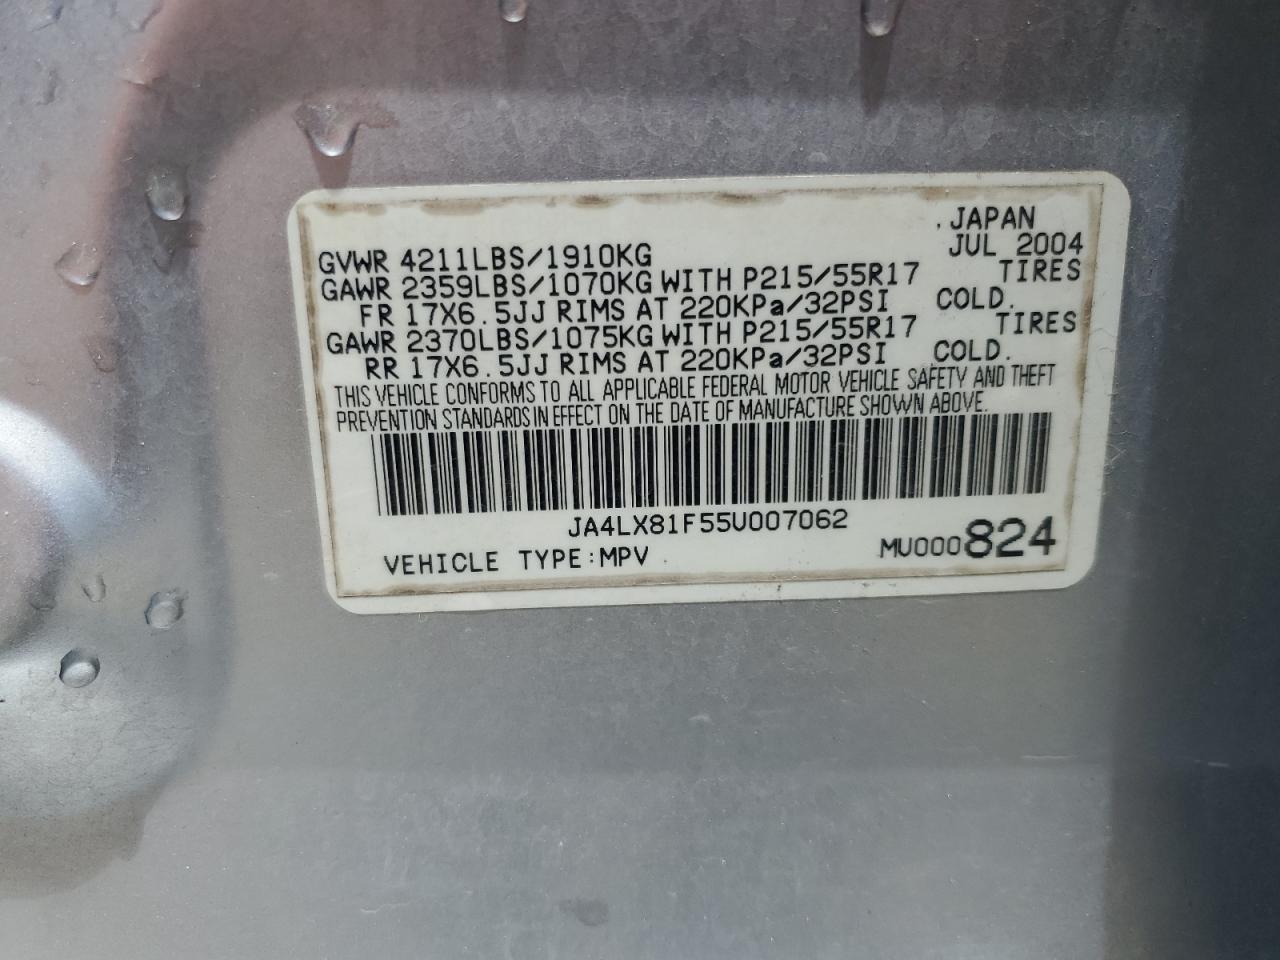 , JAPAN
GVWR 4211LBS/1910KG JUL 2004
GAWR 2359LBS/1070KG WITH P215/55R17 TIRES
FR 17X6.5JJ RIMS AT 220KPa/32PSI COLD.
GAWR 2370LBS/1075KG WITH P215/55R17 TIRES
RR 17X6.5JJ RIMS AT 220KPa/32PSI COLD.
THIS VEHICLE CONFORMS TO ALL APPLICABLE FEDERAL MOTOR VEHICLE SAFETY AND THEFT
PREVENTION STANDARDS IN EFFECT ON THE DATE OF MANUFACTURE SHOWN ABOVE.
JA4LX81F55U007062
VEHICLE TYPE:MPV MU000824